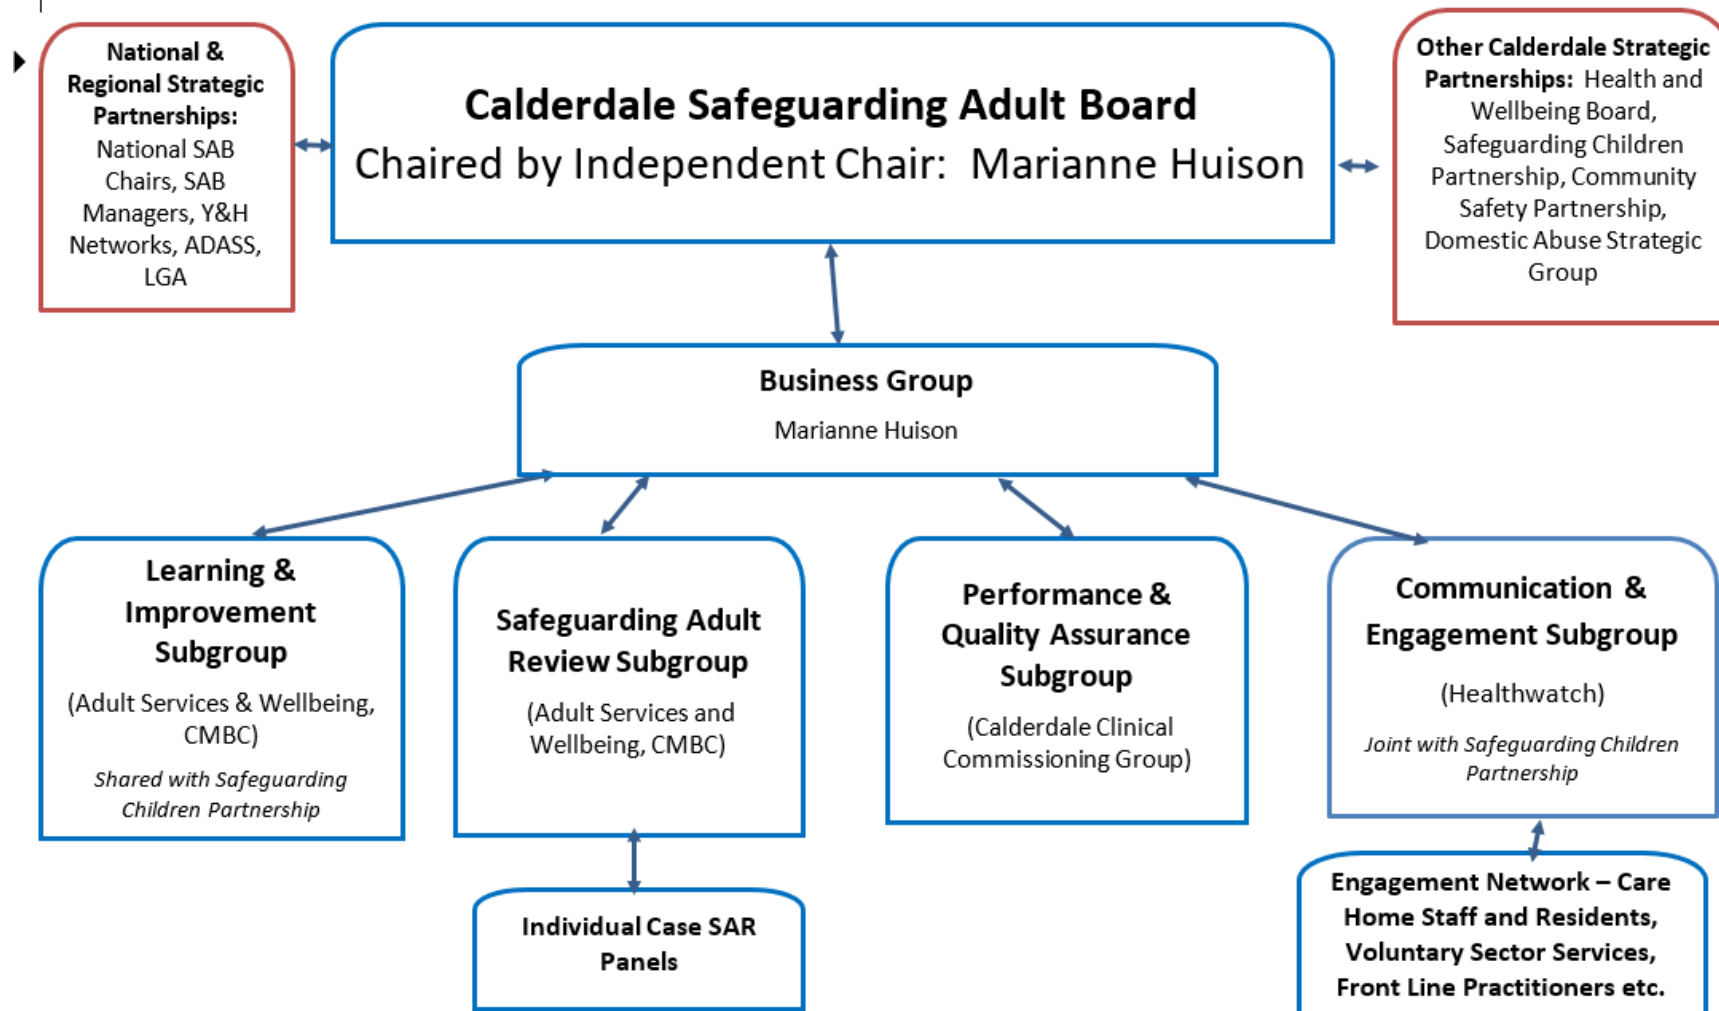 National &
Regional Strategic
Partnerships:
National SAB
Chairs, SAB
Managers, Y&H
Networks, ADASS,
LGA
Calderdale Safeguarding Adult Board
Chaired by Independent Chair: Marianne Huison
Other Calderdale Strategic
Partnerships: Health and
Wellbeing Board,
Safeguarding Children
Partnership, Community
Safety Partnership,
Domestic Abuse Strategic
Group
Business Group
Marianne Huison
Learning &
Improvement
Subgroup
(Adult Services & Wellbeing,
CMBC)
Shared with Safeguarding
Children Partnership
Safeguarding Adult
Review Subgroup
(Adult Services and
Wellbeing, CMBC)
Performance &
Quality Assurance
Subgroup
(Calderdale Clinical
Commissioning Group)
Communication &
Engagement Subgroup
(Healthwatch)
Joint with Safeguarding Children
Partnership
Individual Case SAR
Panels
Engagement Network – Care
Home Staff and Residents,
Voluntary Sector Services,
Front Line Practitioners etc.